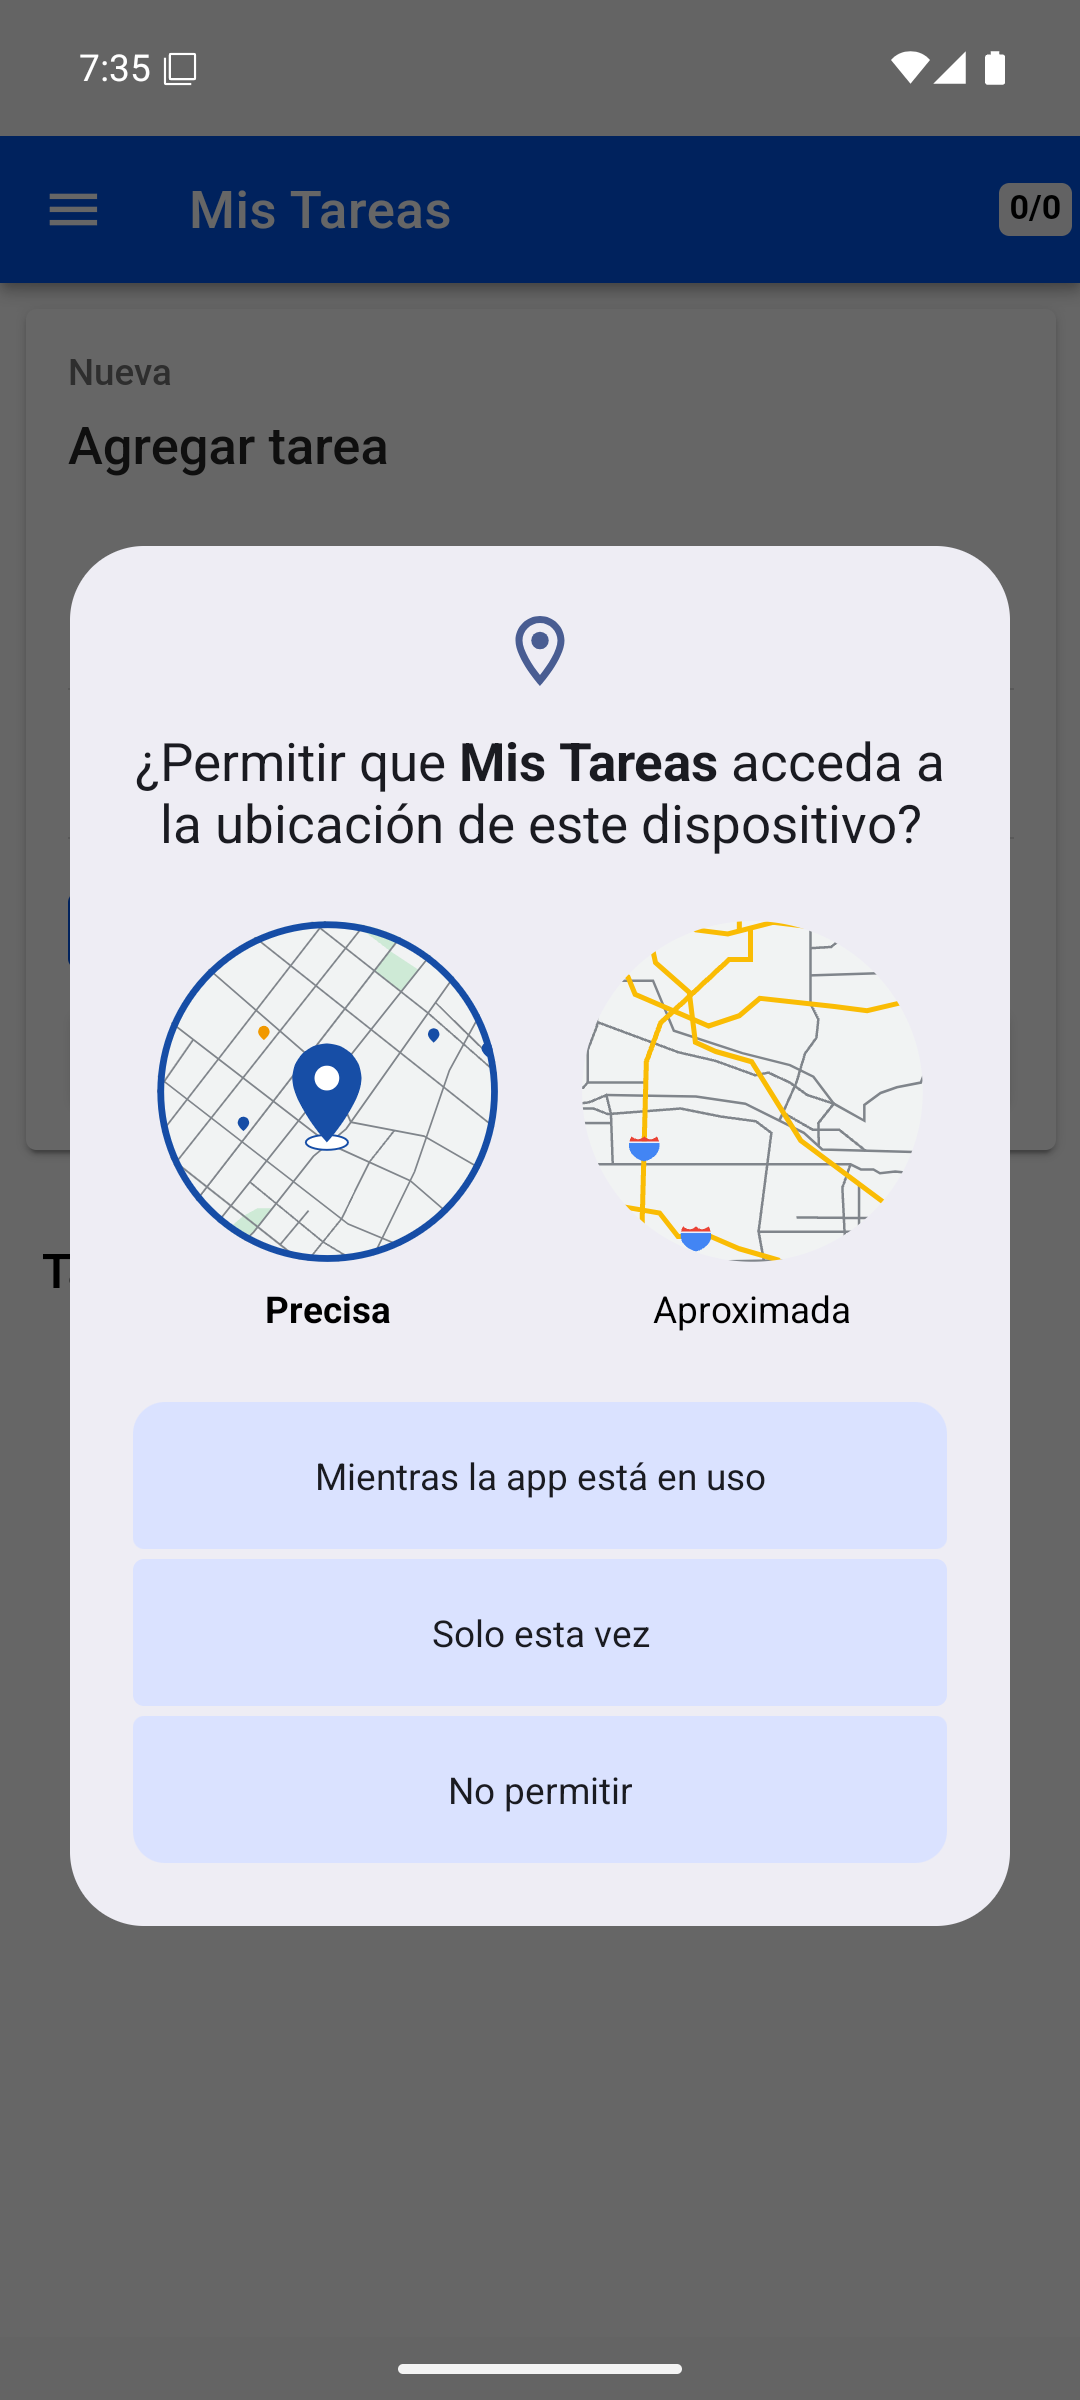 7:35
Mis Tareas
0/0
Nueva
Agregar tarea
¿Permitir que Mis Tareas acceda a
la ubicación de este dispositivo?
Precisa
Aproximada
Mientras la app está en uso
Solo esta vez
No permitir